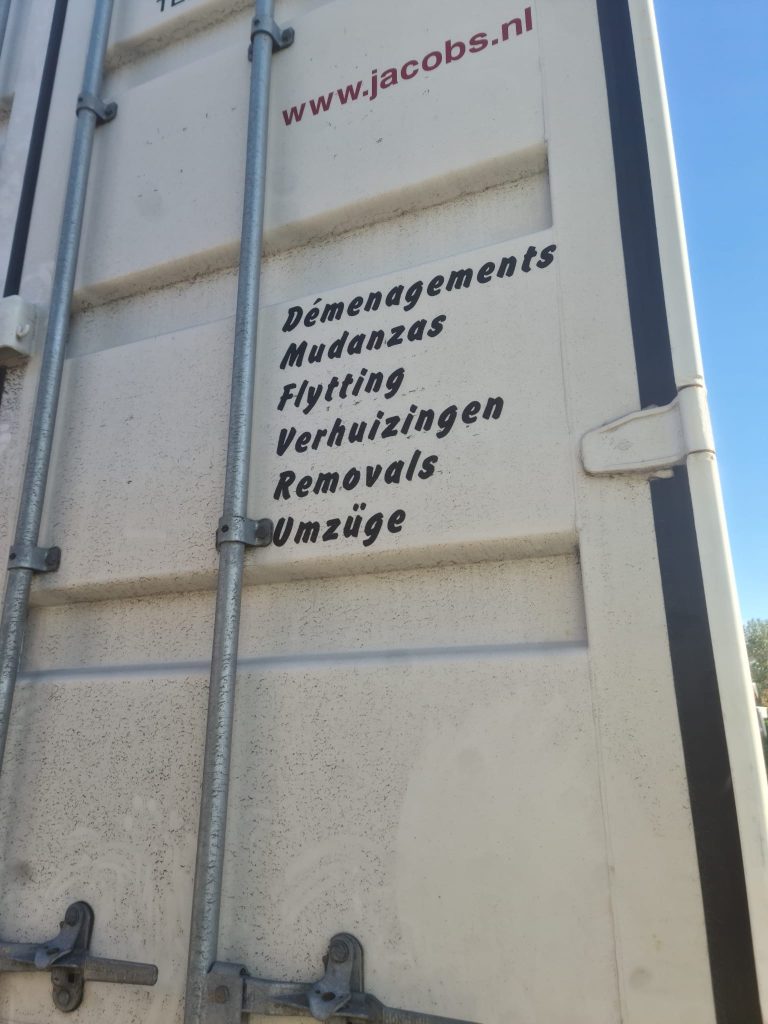 www.jacobs.nl
Démenagements
Mudanzas
Flytting
Verhuizingen
Removals
Umzüge